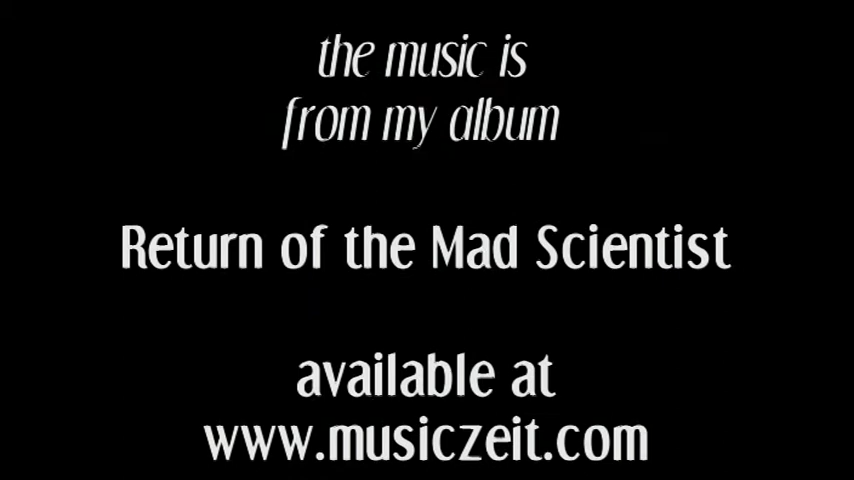 the music is
from my album
Return of the Mad Scientist
available at
www.musiczeit.com